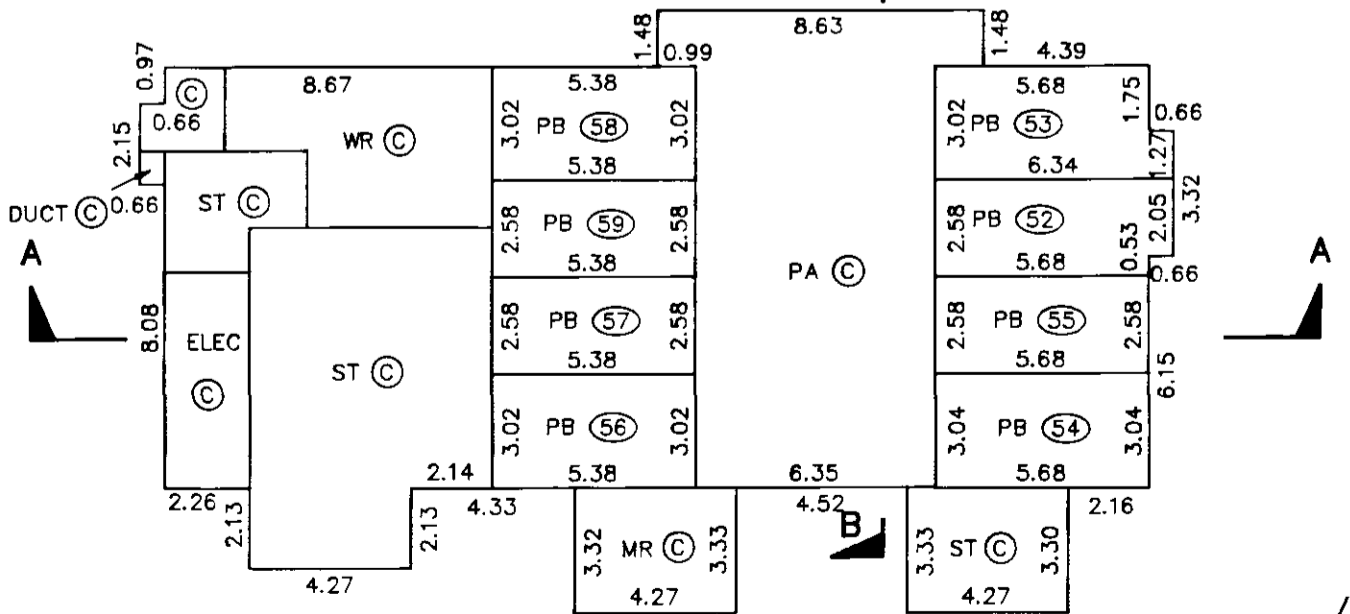 8.63
1.48
1.48
0.99
4.39
0.97
C
0.66
8.67
5.38
5.68
1.75
0.66
3.02
PB 58
3.02
3.02
PB 53
2.15
WR C
5.38
6.34
1.27
3.32
DUCT C
0.66
ST C
2.58
PB 59
2.58
2.58
PB 52
2.05
0.53
5.38
5.68
0.66
A
A
PA C
8.08
ELEC C
ST C
2.58
PB 57
2.58
2.58
PB 55
2.58
5.38
5.68
6.15
3.02
PB 56
3.02
3.04
PB 54
3.04
2.14
5.38
6.35
5.68
2.26
2.13
2.13
4.33
4.52
2.16
4.27
3.32
MR C
3.33
B
3.33
ST C
3.30
4.27
4.27